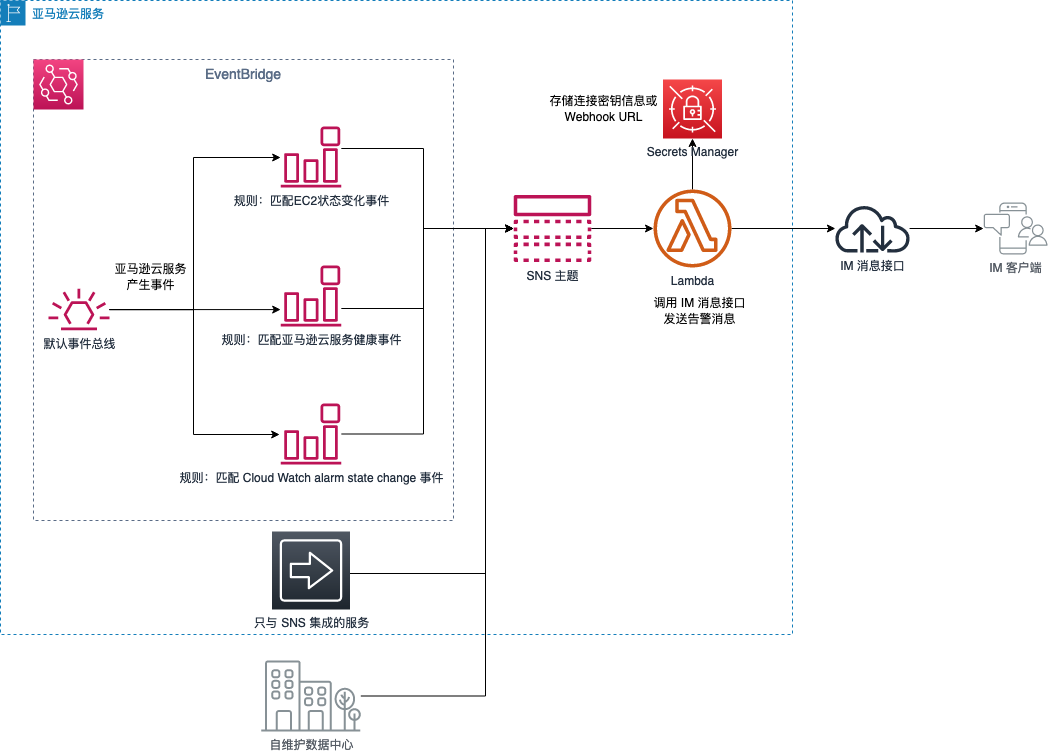 亚马逊云服务
EventBridge
存储连接密钥信息或
Webhook URL
Secrets Manager
规则：匹配EC2状态变化事件
亚马逊云服务
产生事件
默认事件总线
规则：匹配亚马逊云服务健康事件
规则：匹配 Cloud Watch alarm state change 事件
SNS 主题
Lambda
调用 IM 消息接口
发送告警消息
IM 消息接口
IM 客户端
只与 SNS 集成的服务
自维护数据中心